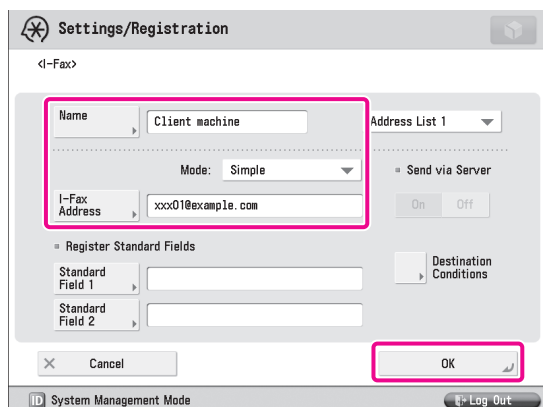 Settings/Registration
<I-Fax>
Name
Client machine
Address List 1
Mode: Simple
Send via Server
I-Fax
Address
xxx01@example.com
On Off
Register Standard Fields
Standard
Field 1
Destination
Conditions
Standard
Field 2
Cancel
OK
ID System Management Mode
Log Out